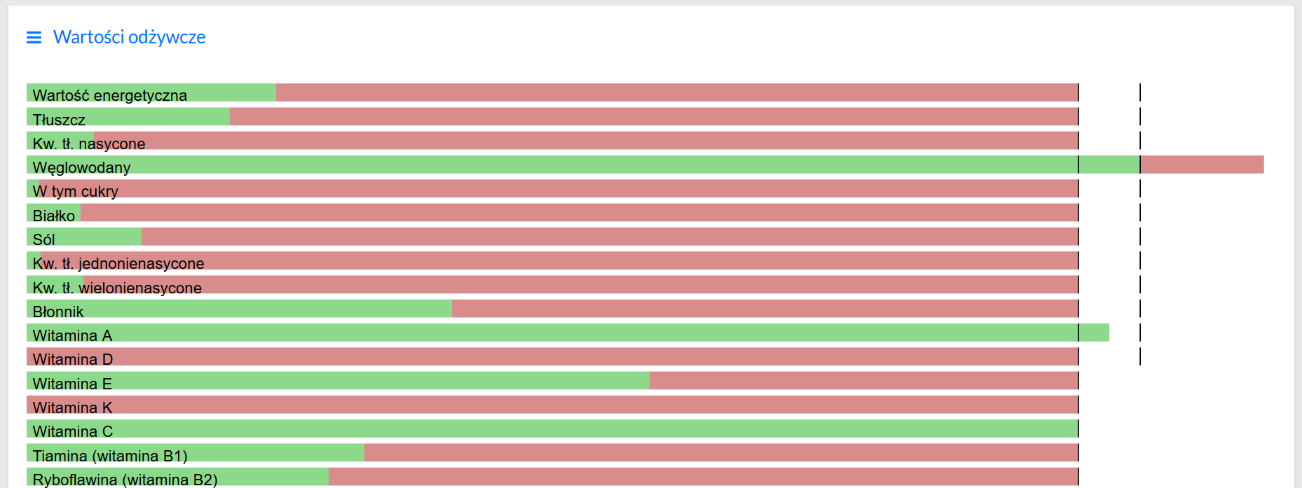 Wartości odżywcze
Wartość energetyczna
Tłuszcz
Kw. tł. nasycone
Węglowodany
W tym cukry
Białko
Sól
Kw. tł. jednonienasycone
Kw. tł. wielonienasycone
Błonnik
Witamina A
Witamina D
Witamina E
Witamina K
Witamina C
Tiamina (witamina B1)
Ryboflawina (witamina B2)